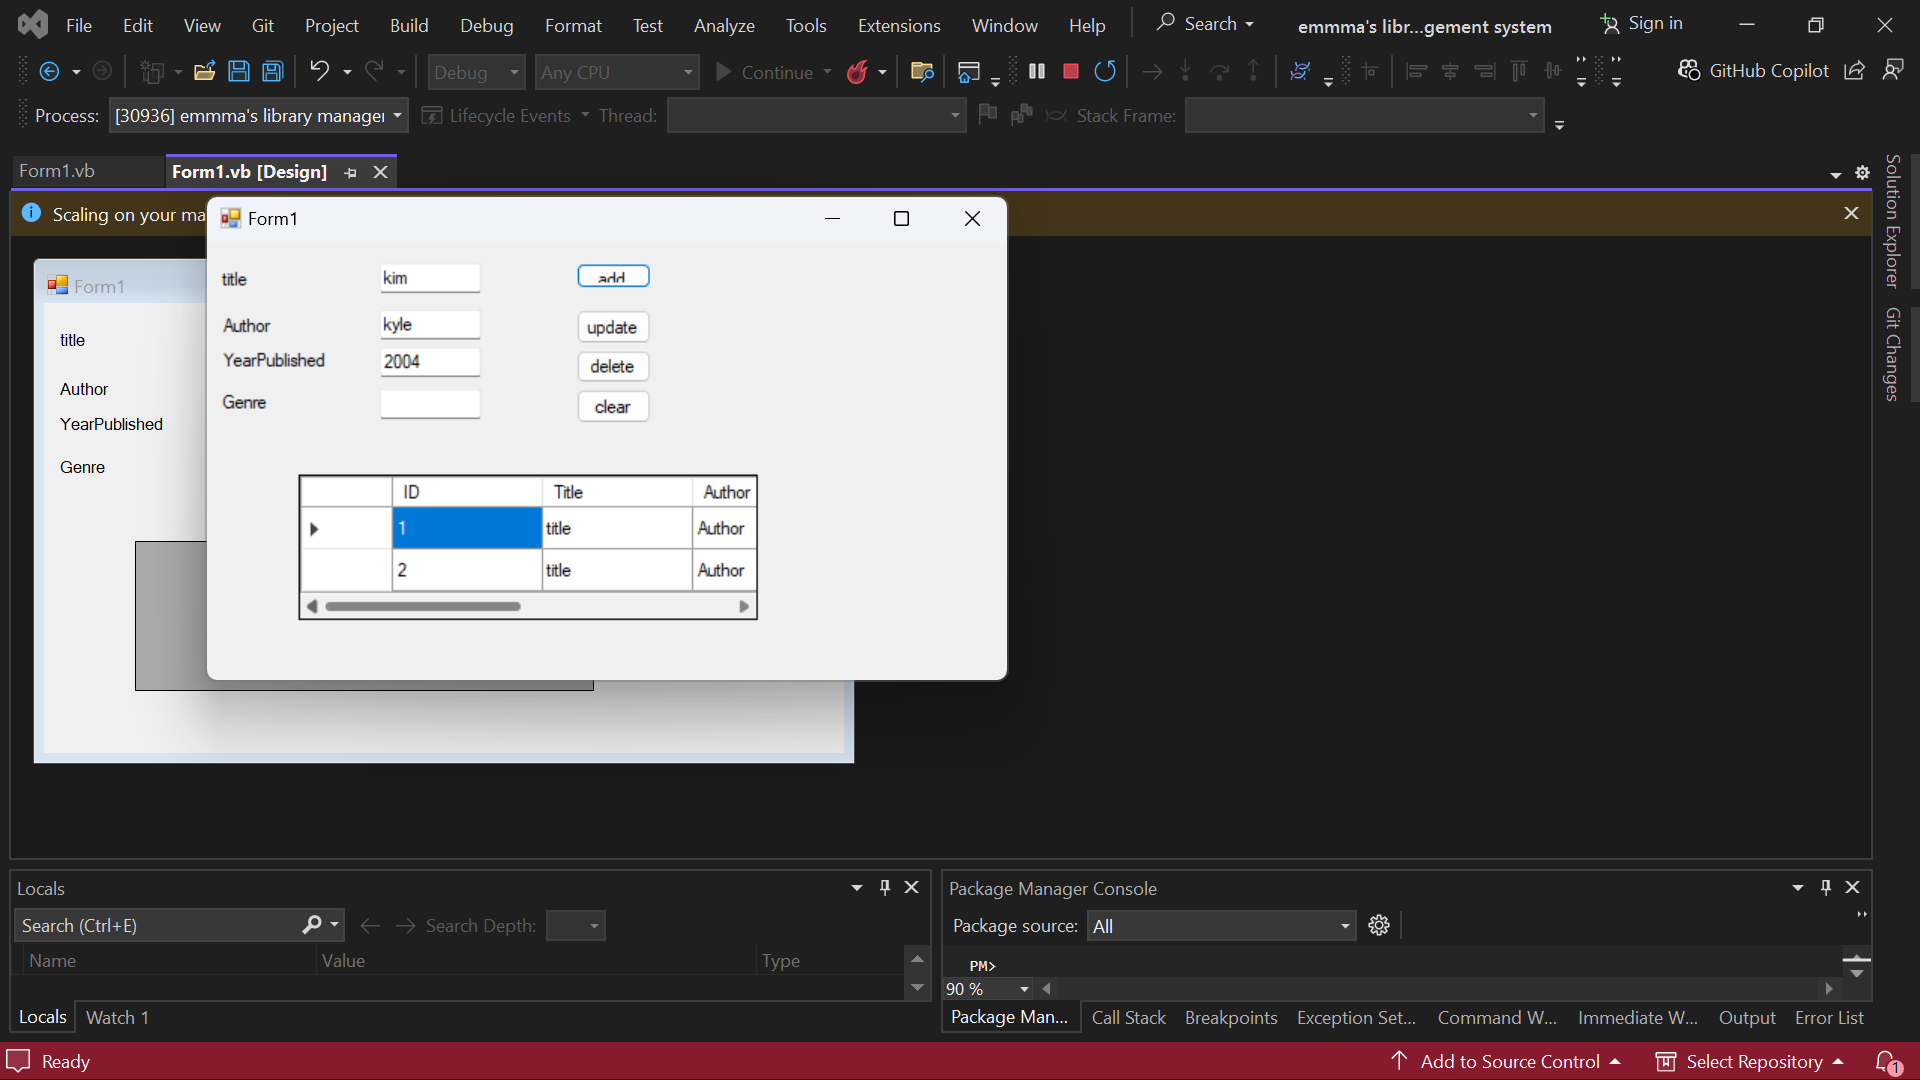 File Edit View Git Project Build Debug Format Test Analyze Tools Extensions Window Help Search emmma's libr...gement system Sign in
Debug Any CPU Continue GitHub Copilot
Process: [30936] emmma's library manager Lifecycle Events Thread: Stack Frame:
Form1.vb Form1.vb [Design]
Scaling on your ma
Form1
title kim add
Author kyle update
YearPublished 2004 delete
Genre clear
ID Title Author
1 title Author
2 title Author
Form1
title
Author
YearPublished
Genre
Solution Explorer
Git Changes
Locals
Search (Ctrl+E) Search Depth:
Name Value Type
Locals Watch 1
Package Manager Console
Package source: All
PM>
90 %
Package Man... Call Stack Breakpoints Exception Set... Command W... Immediate W... Output Error List
Ready Add to Source Control Select Repository 1